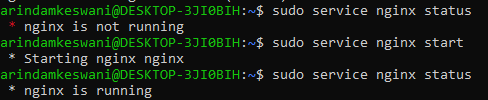 arindamkeswani@DESKTOP-3JI0BIH:~$ sudo service nginx status
* nginx is not running
arindamkeswani@DESKTOP-3JI0BIH:~$ sudo service nginx start
* Starting nginx nginx
arindamkeswani@DESKTOP-3JI0BIH:~$ sudo service nginx status
* nginx is running